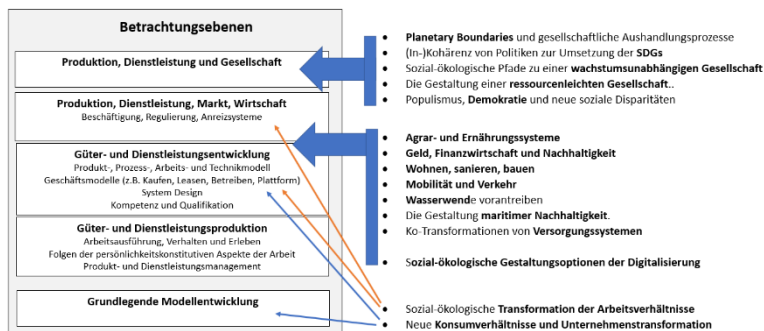 Betrachtungsebenen
Produktion, Dienstleistung und Gesellschaft
Produktion, Dienstleistung, Markt, Wirtschaft
Beschäftigung, Regulierung, Anreizsysteme
Güter- und Dienstleistungsentwicklung
Produkt-, Prozess-, Arbeits- und Technikmodell
Geschäftsmodelle (z.B. Kaufen, Leasen, Betreiben, Plattform)
System Design
Kompetenz und Qualifikation
Güter- und Dienstleistungsproduktion
Arbeitsausführung, Verhalten und Erleben
Folgen der persönlichkeitskonstitutiven Aspekte der Arbeit
Produkt- und Dienstleistungsmanagement
Grundlegende Modellentwicklung
• Planetary Boundaries und gesellschaftliche Aushandlungsprozesse
• (In-)Kohärenz von Politiken zur Umsetzung der SDGs
• Sozial-ökologische Pfade zu einer wachstumsunabhängigen Gesellschaft
• Die Gestaltung einer ressourcenleichten Gesellschaft..
• Populismus, Demokratie und neue soziale Disparitäten
• Agrar- und Ernährungssysteme
• Geld, Finanzwirtschaft und Nachhaltigkeit
• Wohnen, sanieren, bauen
• Mobilität und Verkehr
• Wasserwende vorantreiben
• Die Gestaltung maritimer Nachhaltigkeit.
• Ko-Transformationen von Versorgungssystemen
• Sozial-ökologische Gestaltungsoptionen der Digitalisierung
• Sozial-ökologische Transformation der Arbeitsverhältnisse
• Neue Konsumverhältnisse und Unternehmenstransformation